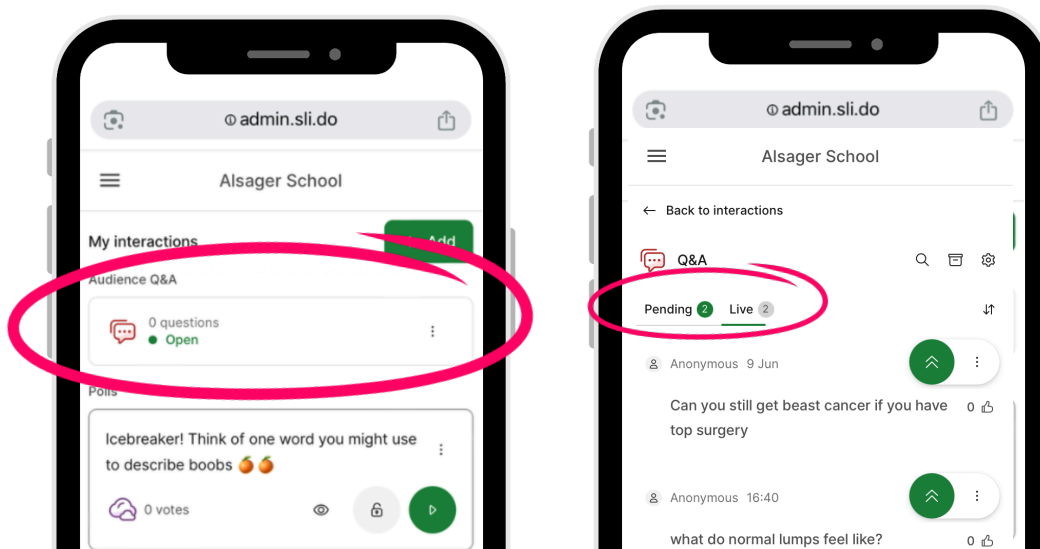 admin.sli.do
Alsager School
My interactions
Add
Audience Q&A
0 questions
Open
Polls
Icebreaker! Think of one word you might use
to describe boobs 🍊🍊
0 votes
admin.sli.do
Alsager School
← Back to interactions
Q&A
Pending 2 Live 2
Anonymous 9 Jun
Can you still get beast cancer if you have 0
top surgery
Anonymous 16:40
what do normal lumps feel like? 0